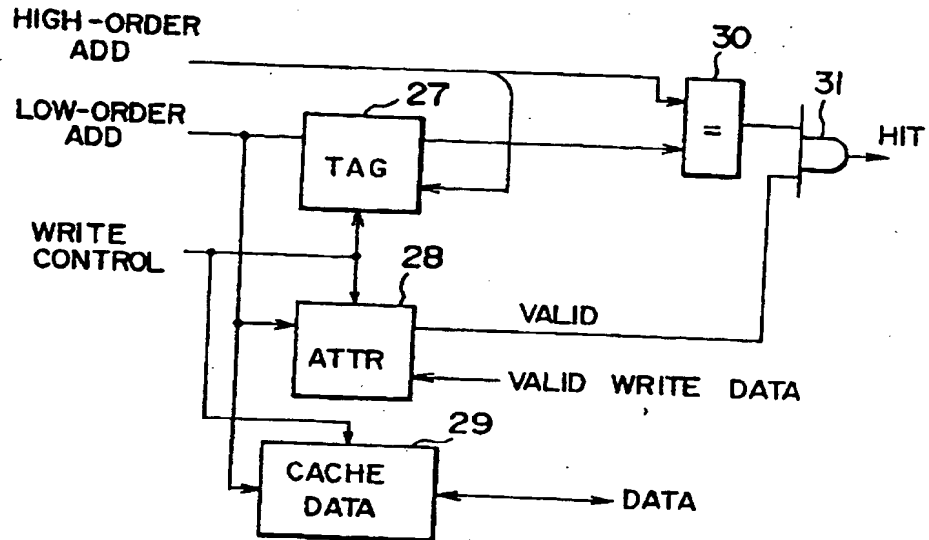 HIGH-ORDER
ADD
30
27
31
LOW-ORDER
ADD
TAG
=
HIT
WRITE
CONTROL
28
VALID
ATTR
VALID WRITE DATA
29
CACHE
DATA
DATA